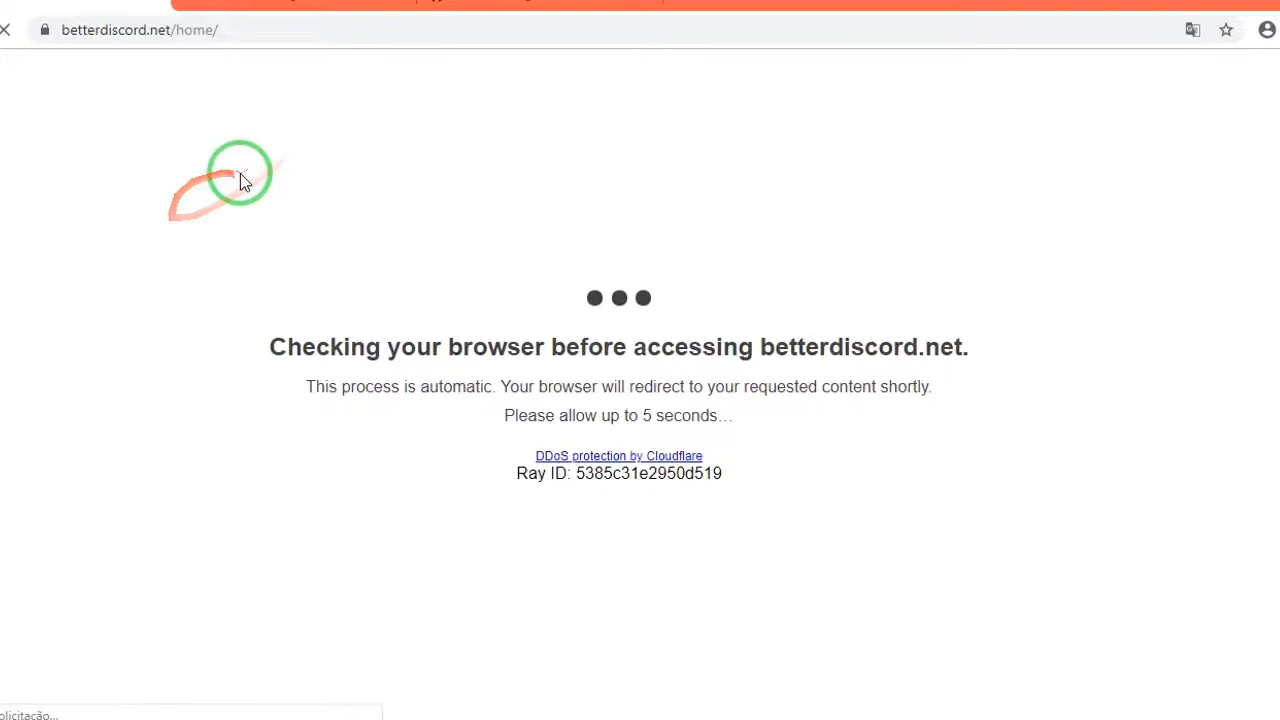 betterdiscord.net/home/
Checking your browser before accessing betterdiscord.net.
This process is automatic. Your browser will redirect to your requested content shortly.
Please allow up to 5 seconds…
DDoS protection by Cloudflare
Ray ID: 5385c31e2950d519
olicitação...